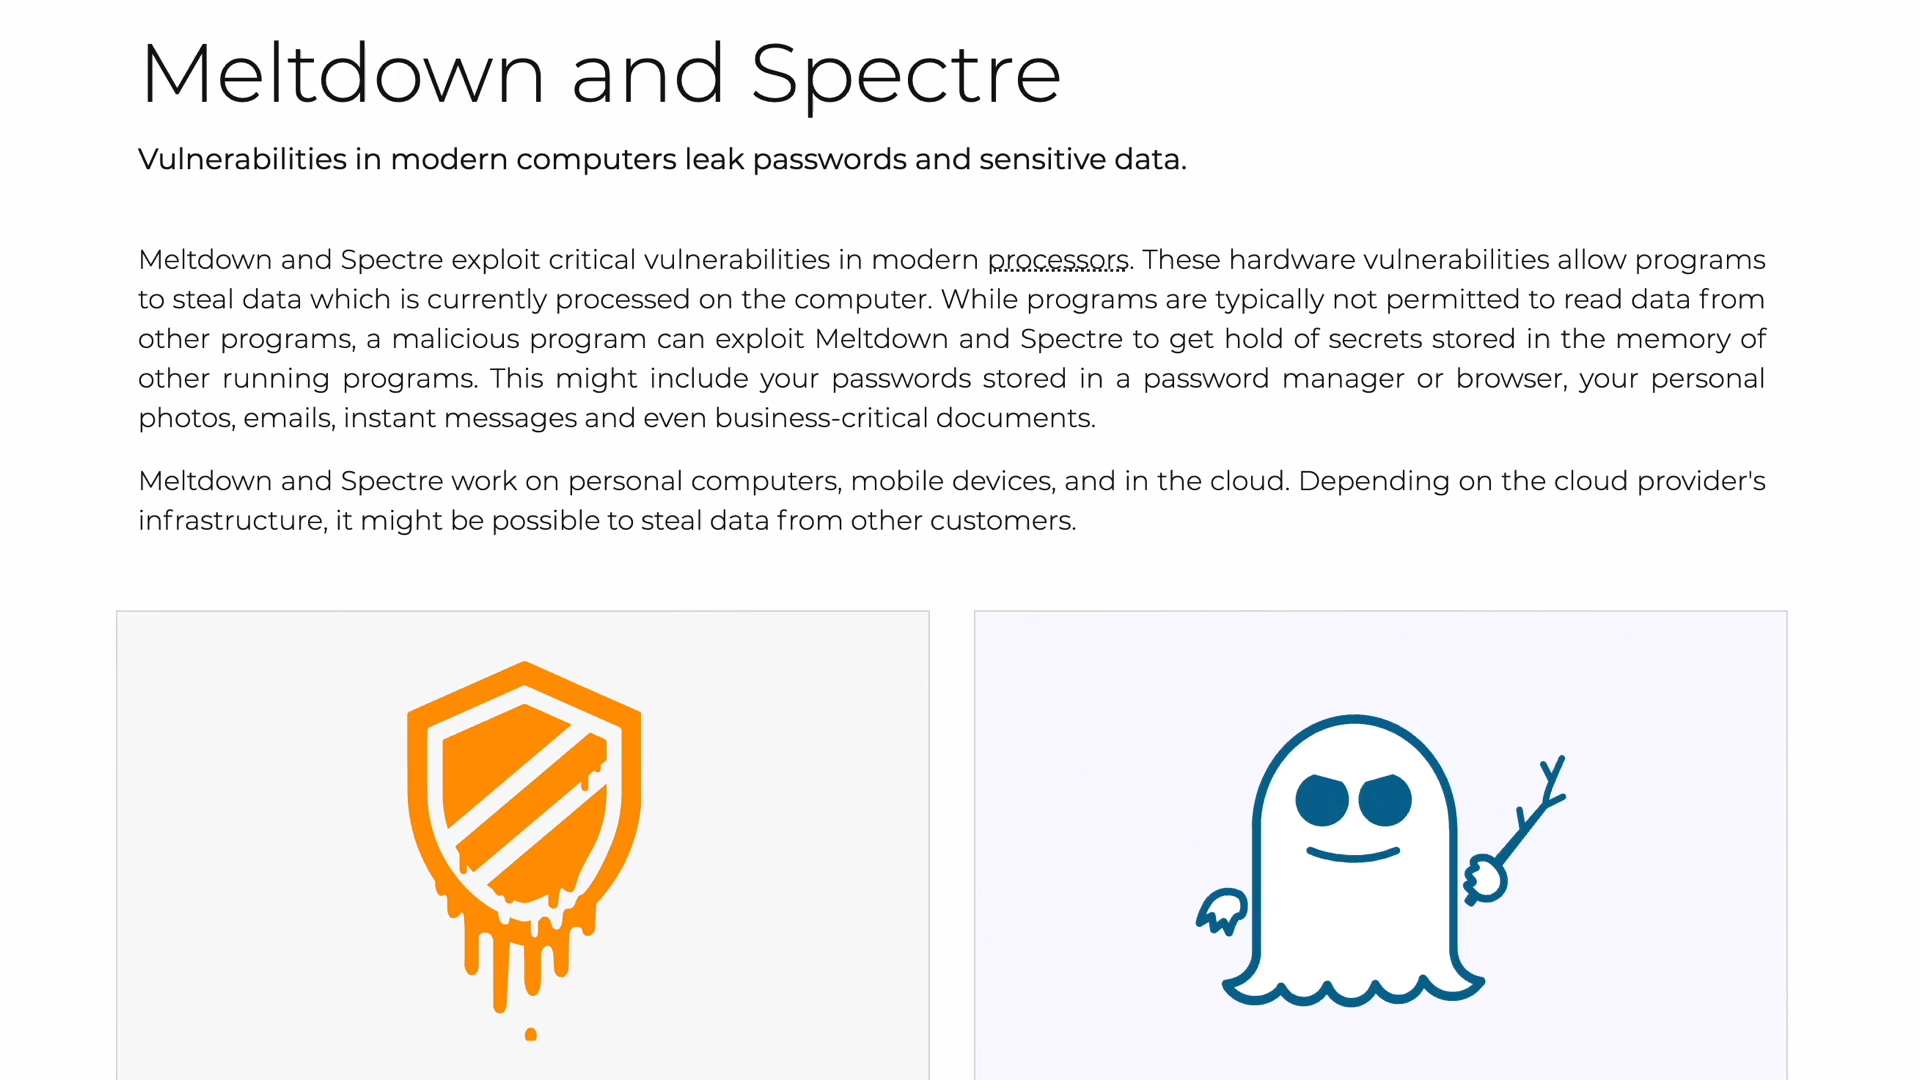 Meltdown and Spectre
Vulnerabilities in modern computers leak passwords and sensitive data.
Meltdown and Spectre exploit critical vulnerabilities in modern processors. These hardware vulnerabilities allow programs
to steal data which is currently processed on the computer. While programs are typically not permitted to read data from
other programs, a malicious program can exploit Meltdown and Spectre to get hold of secrets stored in the memory of
other running programs. This might include your passwords stored in a password manager or browser, your personal
photos, emails, instant messages and even business-critical documents.
Meltdown and Spectre work on personal computers, mobile devices, and in the cloud. Depending on the cloud provider's
infrastructure, it might be possible to steal data from other customers.